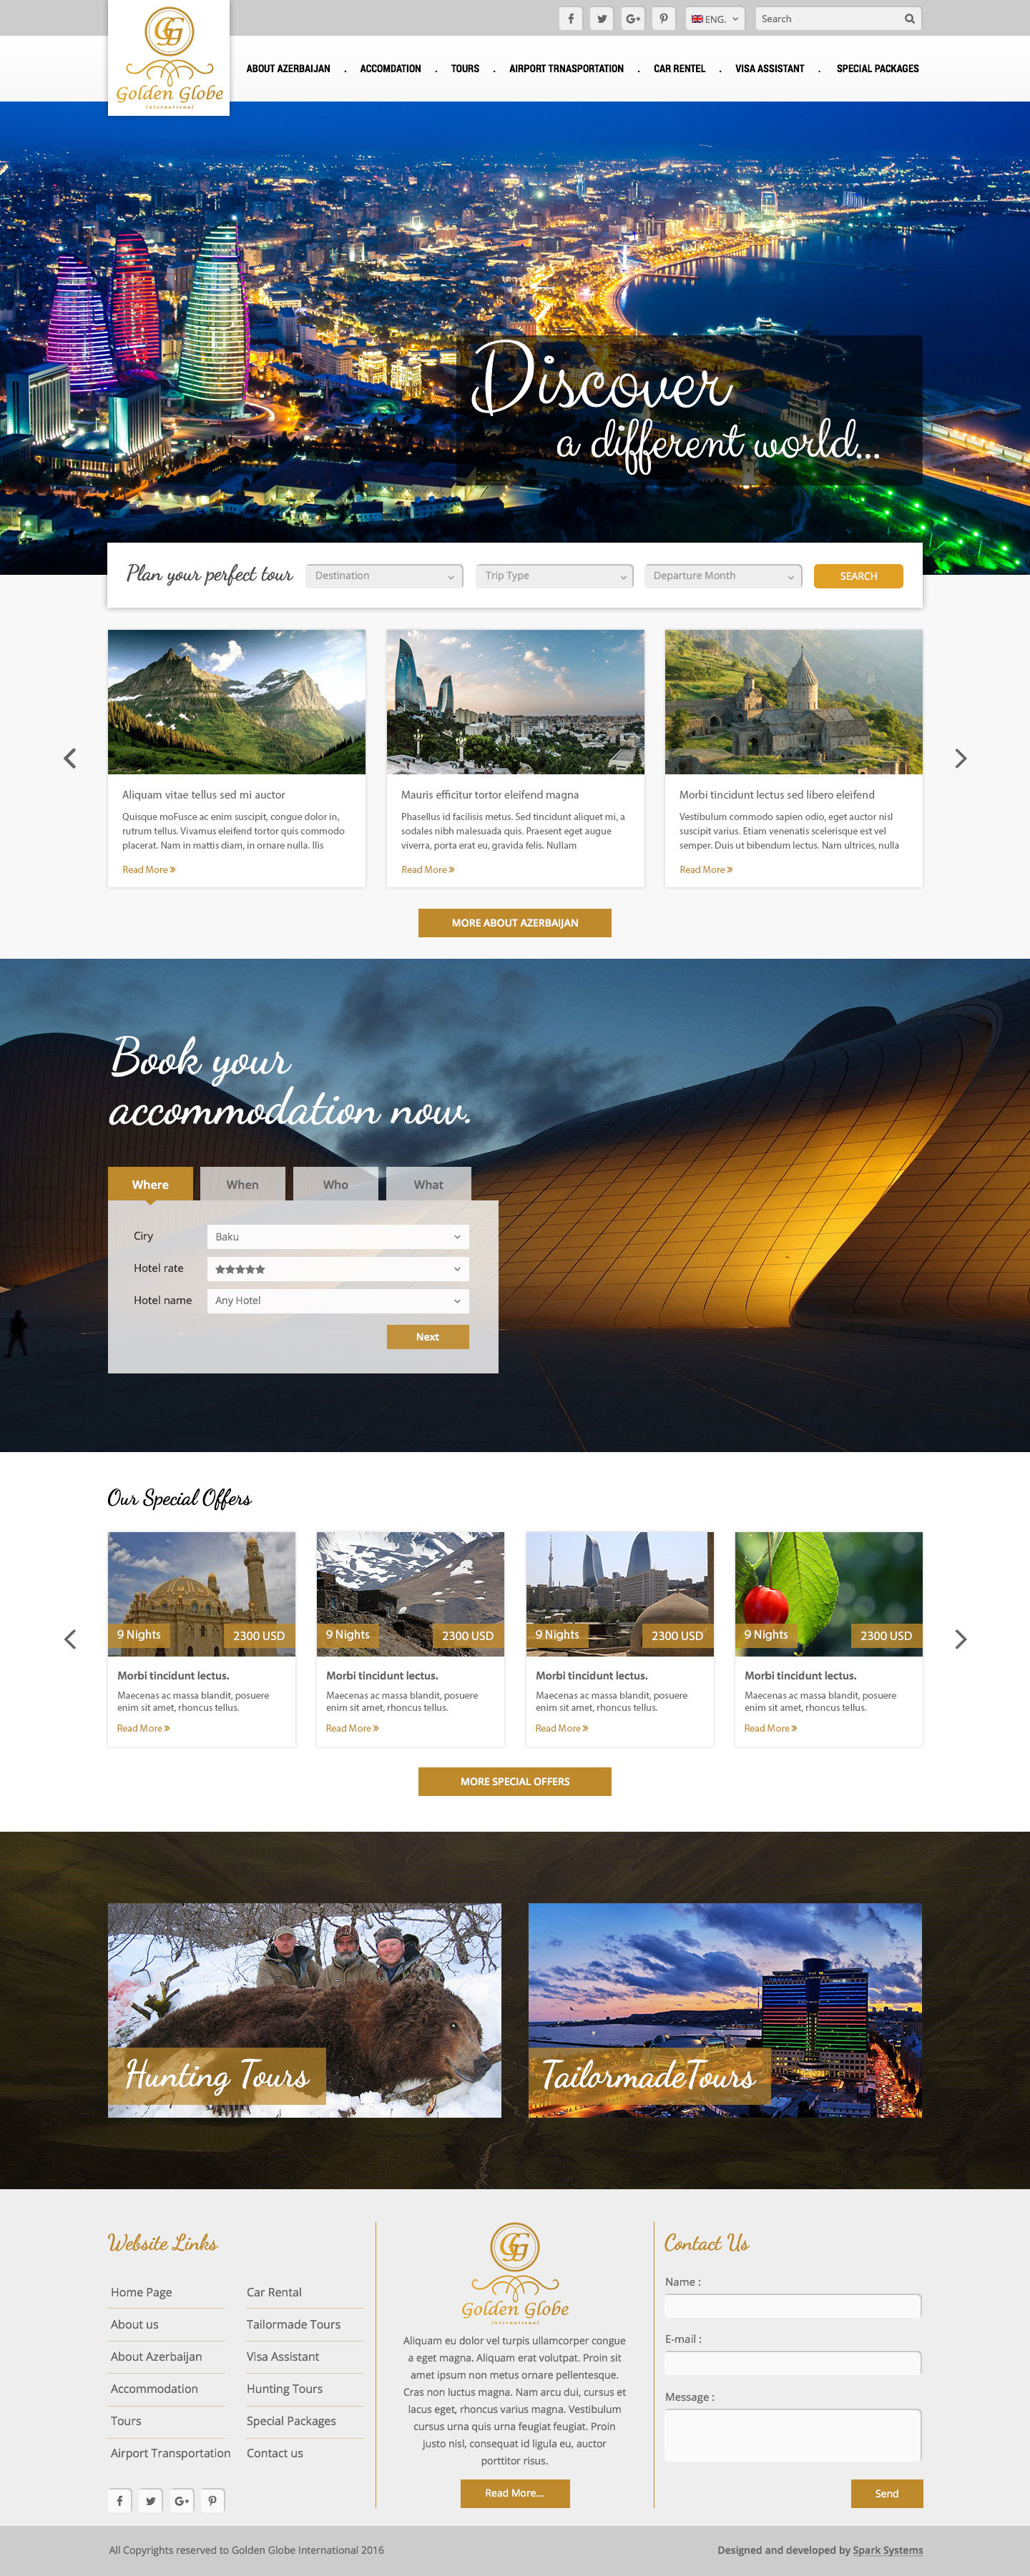 ENG.
Search
Golden Globe
International
ABOUT AZERBAIJAN . ACCOMDATION . TOURS . AIRPORT TRNASPORTATION . CAR RENTEL . VISA ASSISTANT . SPECIAL PACKAGES
Discover
a different world...
Plan your perfect tour
Destination
Trip Type
Departure Month
SEARCH
Aliquam vitae tellus sed mi auctor
Quisque moFusce ac enim suscipit, congue dolor in,
rutrum tellus. Vivamus eleifend tortor quis commodo
placerat. Nam in mattis diam, in ornare nulla. Ilis
Read More »
Mauris efficitur tortor eleifend magna
Phasellus id facilisis metus. Sed tincidunt aliquet mi, a
sodales nibh malesuada quis. Praesent eget augue
viverra, porta erat eu, gravida felis. Nullam
Read More »
Morbi tincidunt lectus sed libero eleifend
Vestibulum commodo sapien odio, eget auctor nisl
suscipit varius. Etiam venenatis scelerisque est vel
semper. Duis ut bibendum lectus. Nam ultrices, nulla
Read More »
MORE ABOUT AZERBAIJAN
Book your
accommodation now.
Where
When
Who
What
Ciry
Baku
Hotel rate
★★★★★
Hotel name
Any Hotel
Next
Our Special Offers
9 Nights
2300 USD
Morbi tincidunt lectus.
Maecenas ac massa blandit, posuere
enim sit amet, rhoncus tellus.
Read More »
9 Nights
2300 USD
Morbi tincidunt lectus.
Maecenas ac massa blandit, posuere
enim sit amet, rhoncus tellus.
Read More »
9 Nights
2300 USD
Morbi tincidunt lectus.
Maecenas ac massa blandit, posuere
enim sit amet, rhoncus tellus.
Read More »
9 Nights
2300 USD
Morbi tincidunt lectus.
Maecenas ac massa blandit, posuere
enim sit amet, rhoncus tellus.
Read More »
MORE SPECIAL OFFERS
Hunting Tours
TailormadeTours
Website Links
Home Page
About us
About Azerbaijan
Accommodation
Tours
Airport Transportation
Car Rental
Tailormade Tours
Visa Assistant
Hunting Tours
Special Packages
Contact us
Golden Globe
International
Aliquam eu dolor vel turpis ullamcorper congue
a eget magna. Aliquam erat volutpat. Proin sit
amet ipsum non metus ornare pellentesque.
Cras non luctus magna. Nam arcu dui, cursus et
lacus eget, rhoncus varius magna. Vestibulum
cursus urna quis urna feugiat feugiat. Proin
justo nisl, consequat id ligula eu, auctor
porttitor risus.
Read More...
Contact Us
Name :
E-mail :
Message :
Send
All Copyrights reserved to Golden Globe International 2016
Designed and developed by Spark Systems